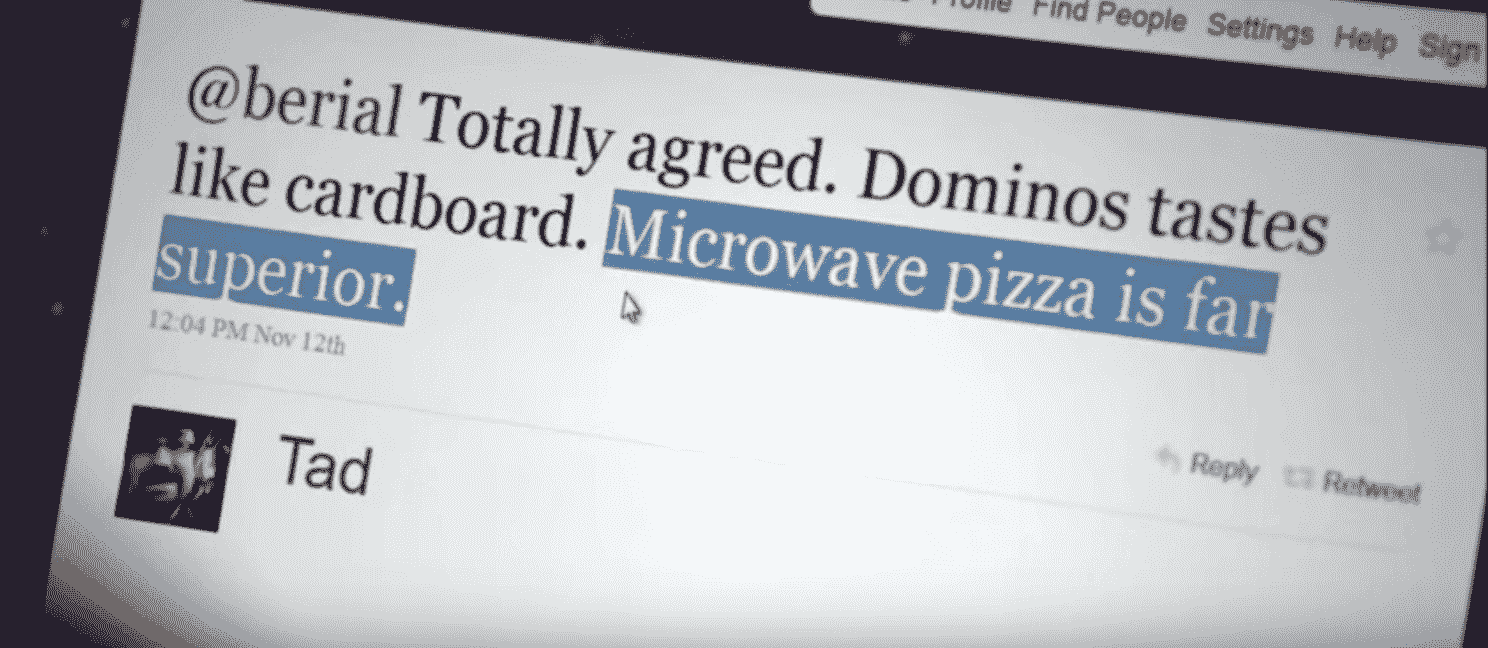 Profile Find People Settings Help Sign
@berial Totally agreed. Dominos tastes
like cardboard. Microwave pizza is far
superior.
12:04 PM Nov 12th
Reply Retweet
Tad